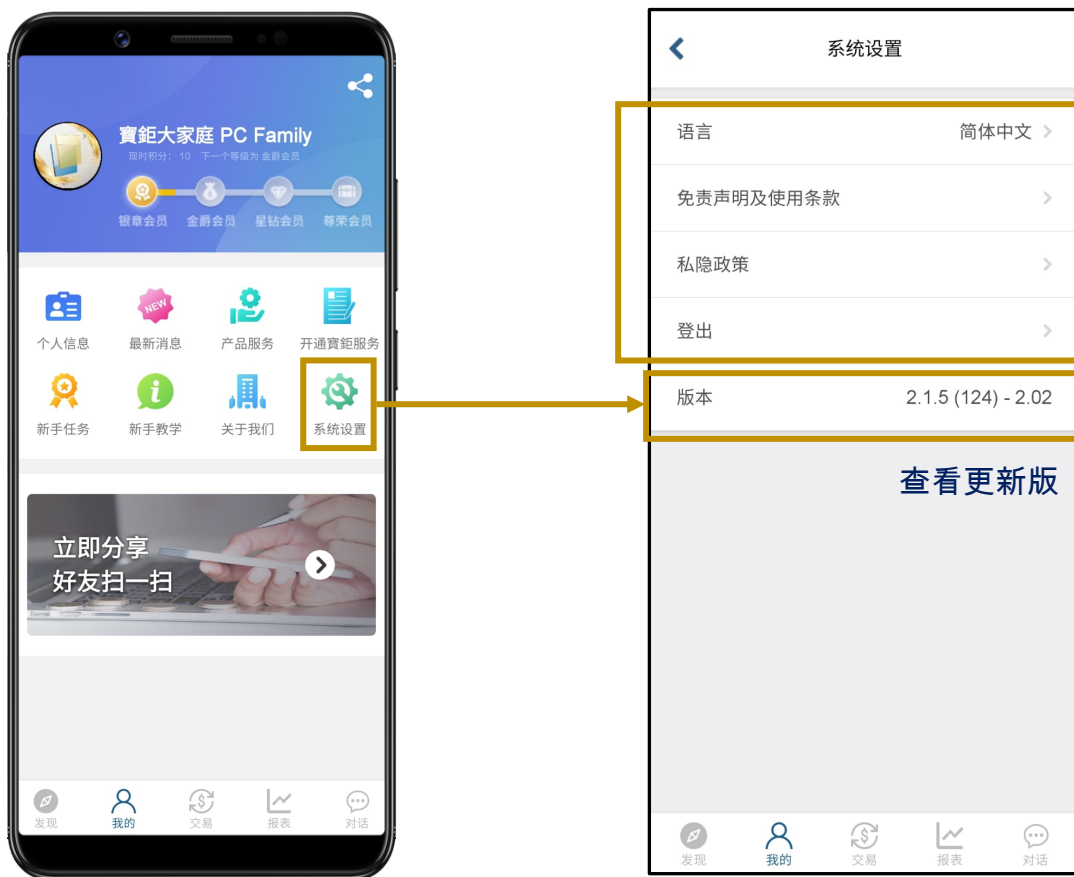 寶鉅大家庭 PC Family
现时积分: 10 下一个等级为 金爵会员
银章会员 金爵会员 星钻会员 尊荣会员
NEW
个人信息 最新消息 产品服务 开通寶鉅服务
新手任务 新手教学 关于我们 系统设置
立即分享
好友扫一扫
发现 我的 交易 报表 对话
系统设置
语言 简体中文
免责声明及使用条款
私隐政策
登出
版本 2.1.5 (124) - 2.02
查看更新版
发现 我的 交易 报表 对话